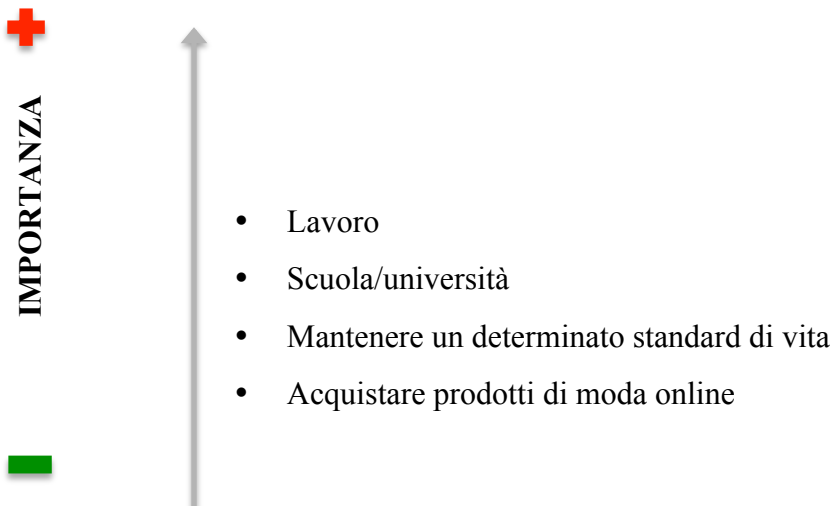 IMPORTANZA
• Lavoro
• Scuola/università
• Mantenere un determinato standard di vita
• Acquistare prodotti di moda online